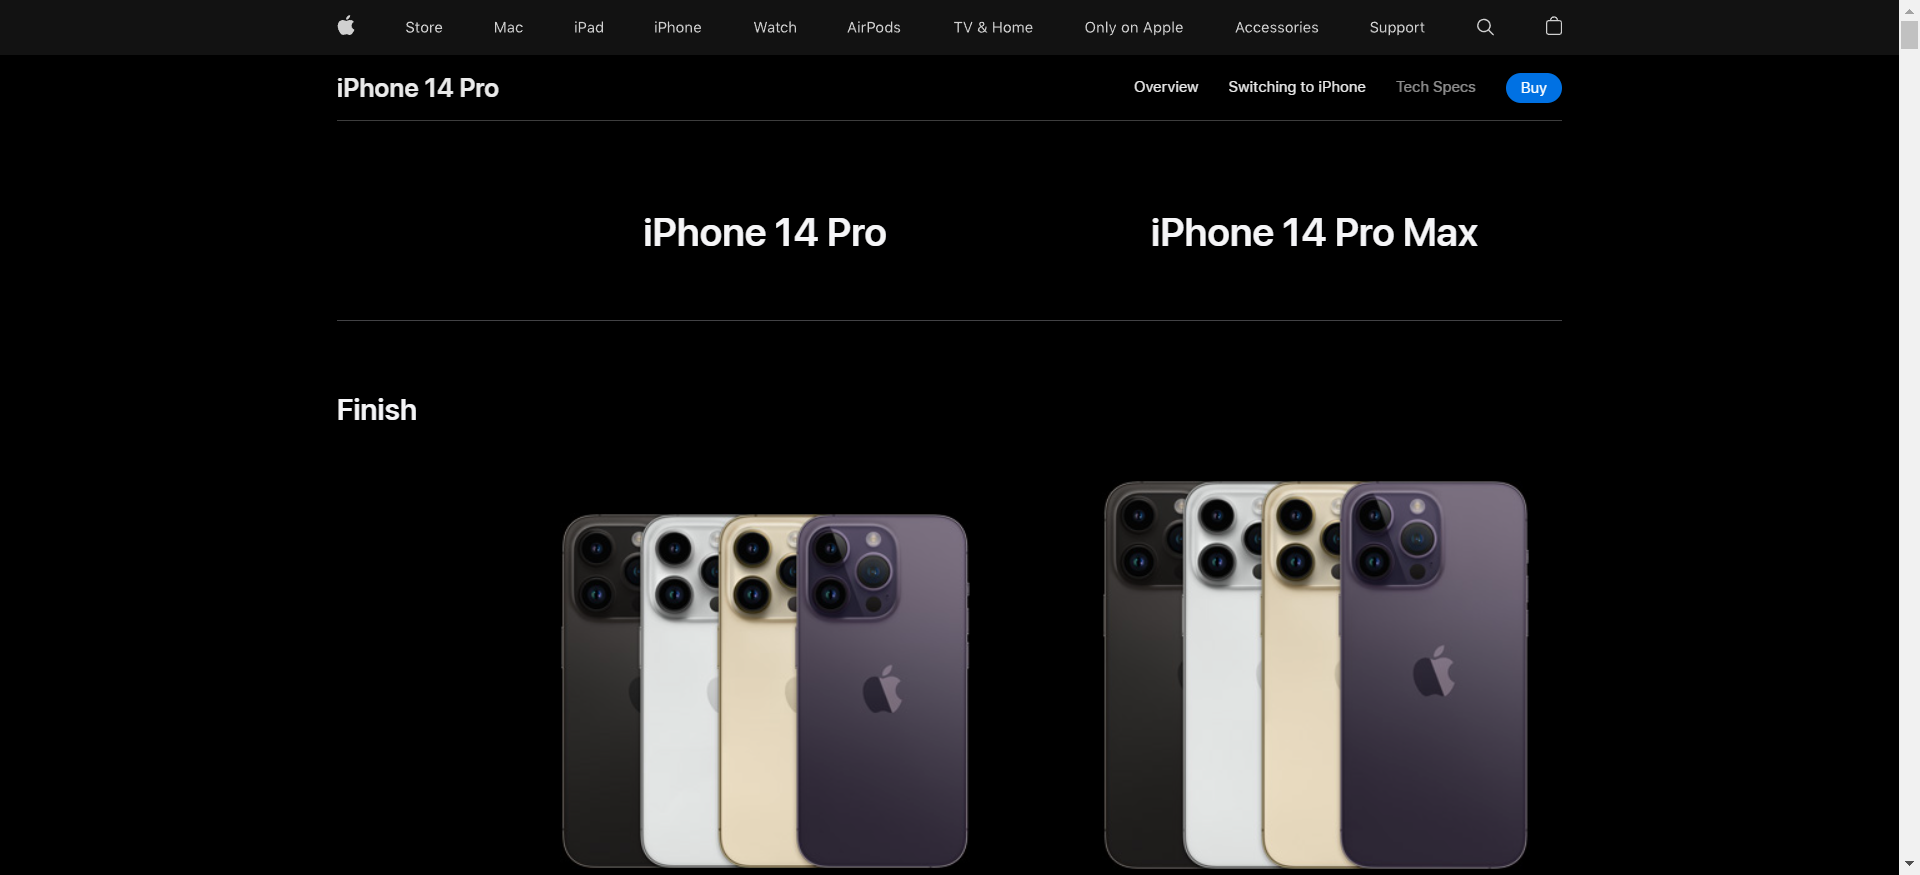 Store Mac iPad iPhone Watch AirPods TV & Home Only on Apple Accessories Support
iPhone 14 Pro Overview Switching to iPhone Tech Specs Buy
iPhone 14 Pro iPhone 14 Pro Max
Finish